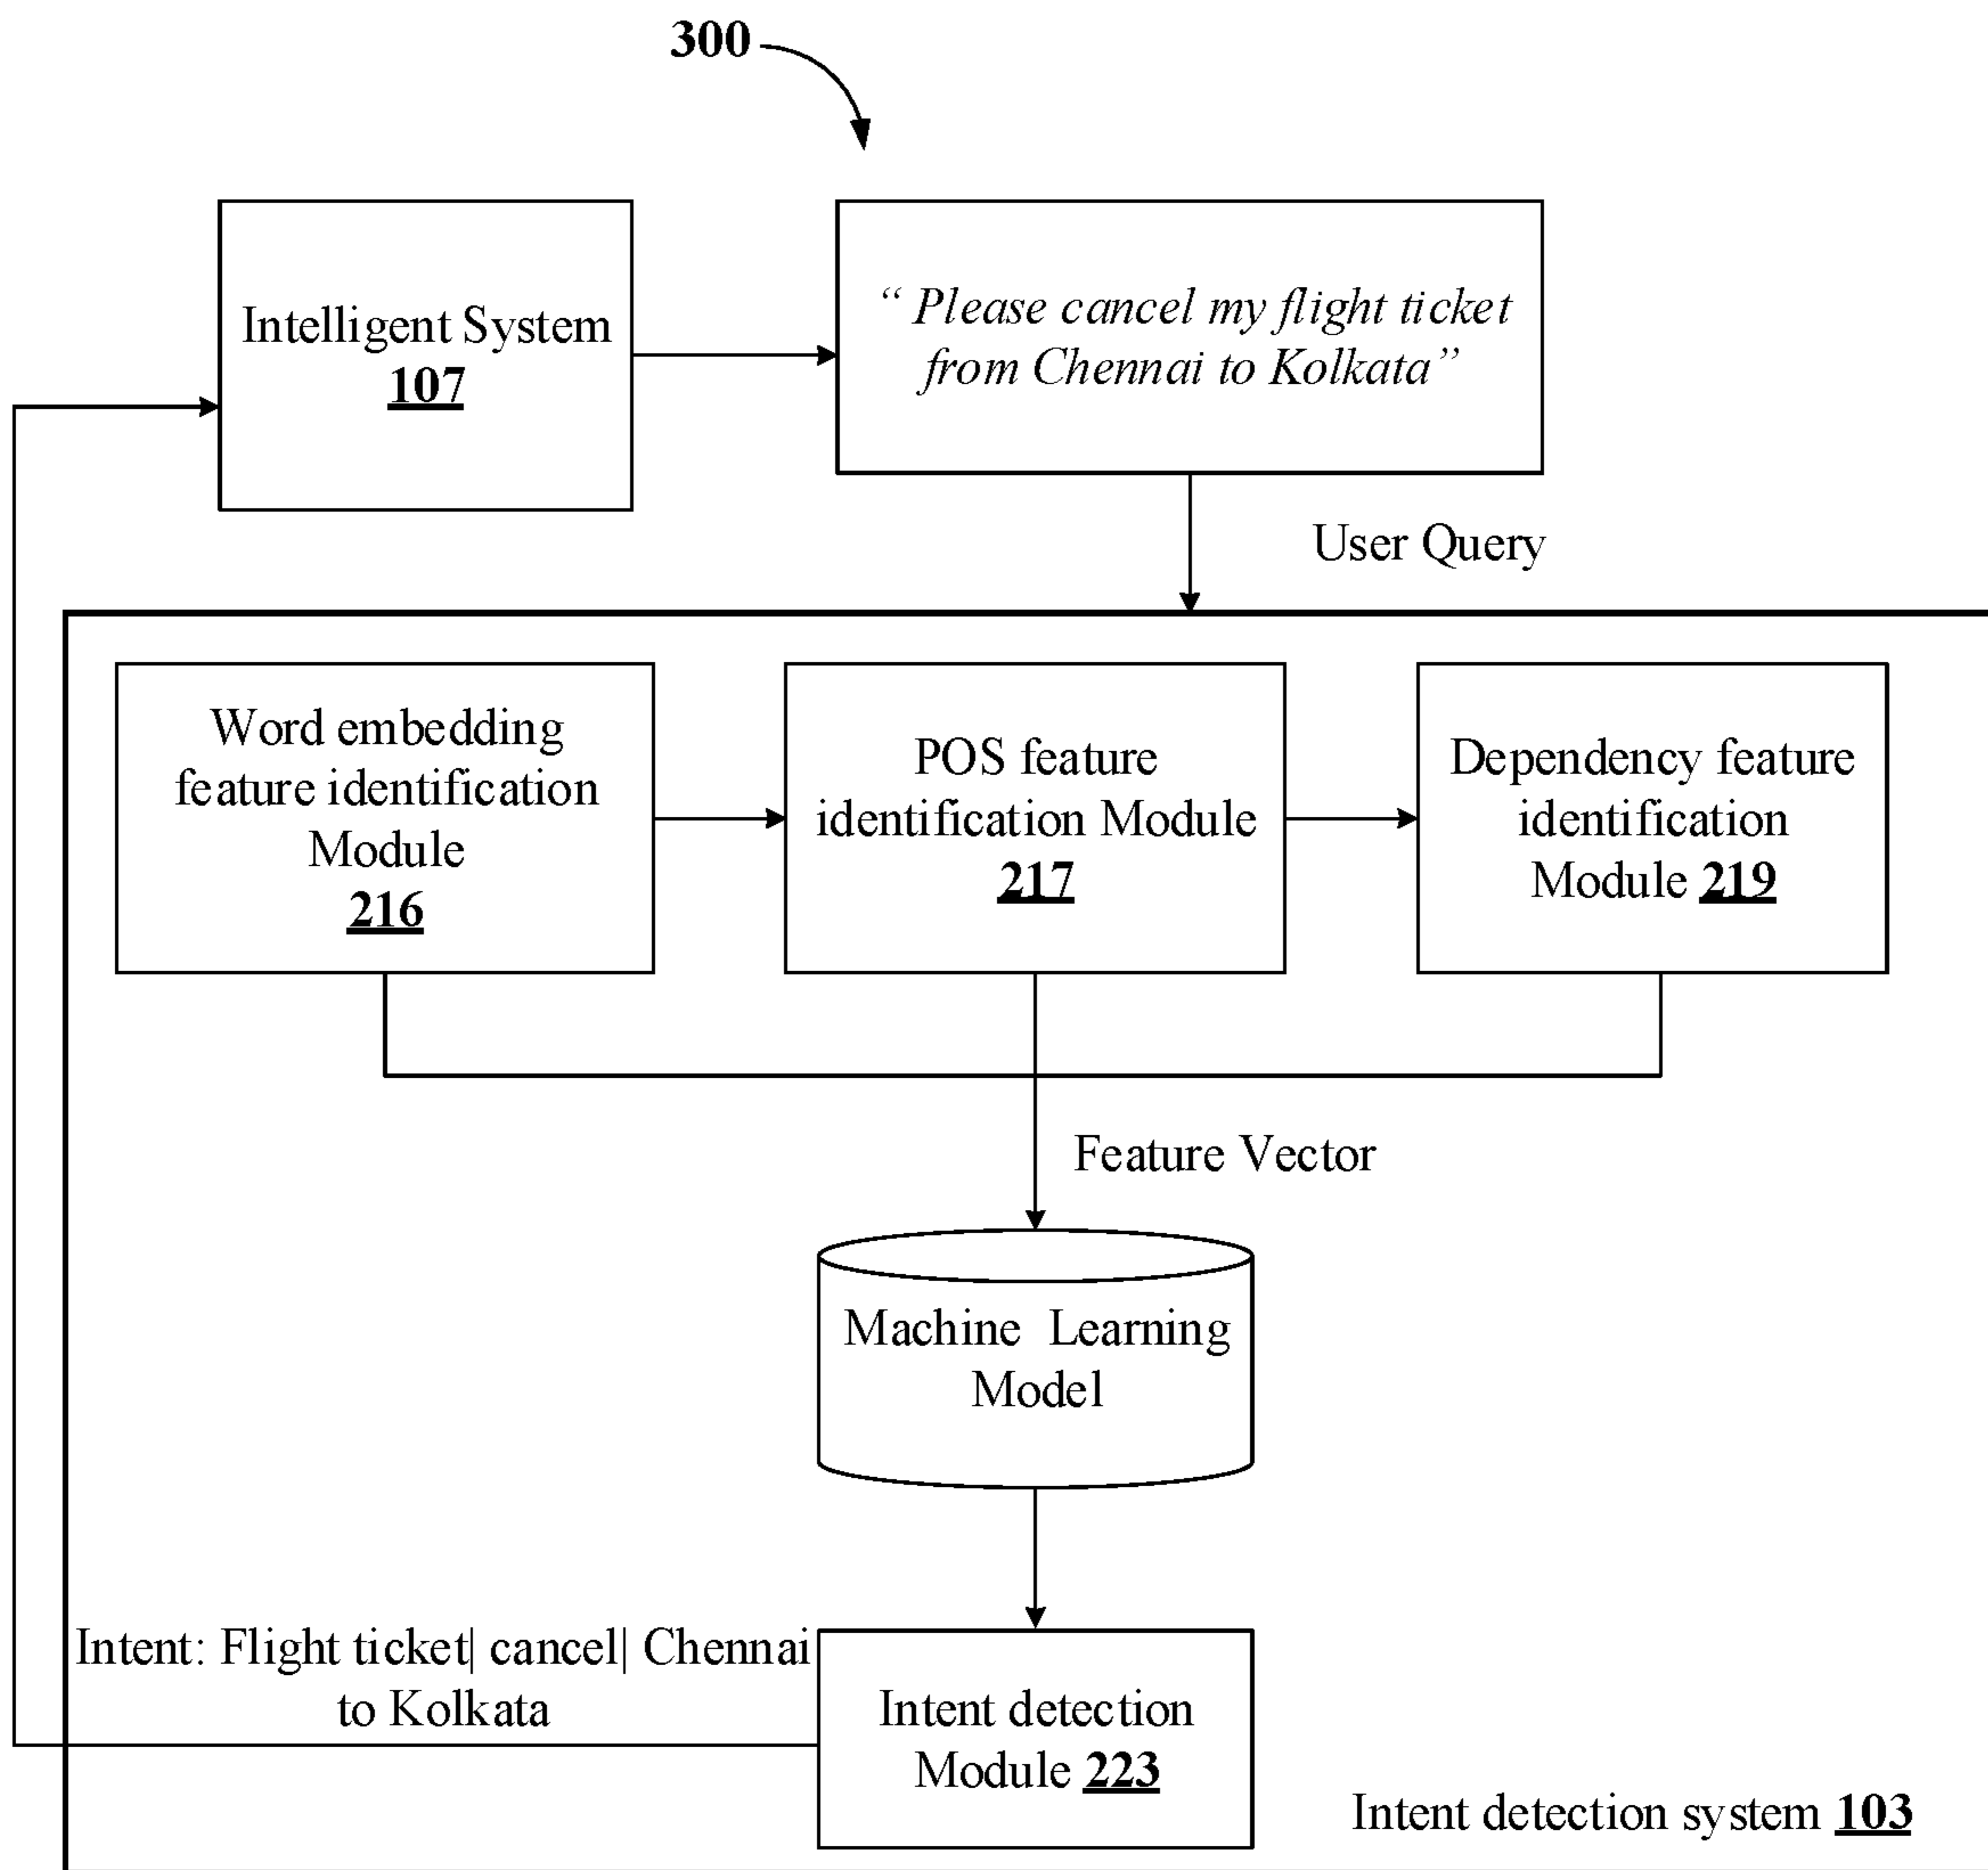 300
Intelligent System
107
“ Please cancel my flight ticket
from Chennai to Kolkata”
User Query
Word embedding
feature identification
Module
216
POS feature
identification Module
217
Dependency feature
identification
Module 219
Feature Vector
Machine Learning
Model
Intent: Flight ticket| cancel| Chennai
to Kolkata
Intent detection
Module 223
Intent detection system 103